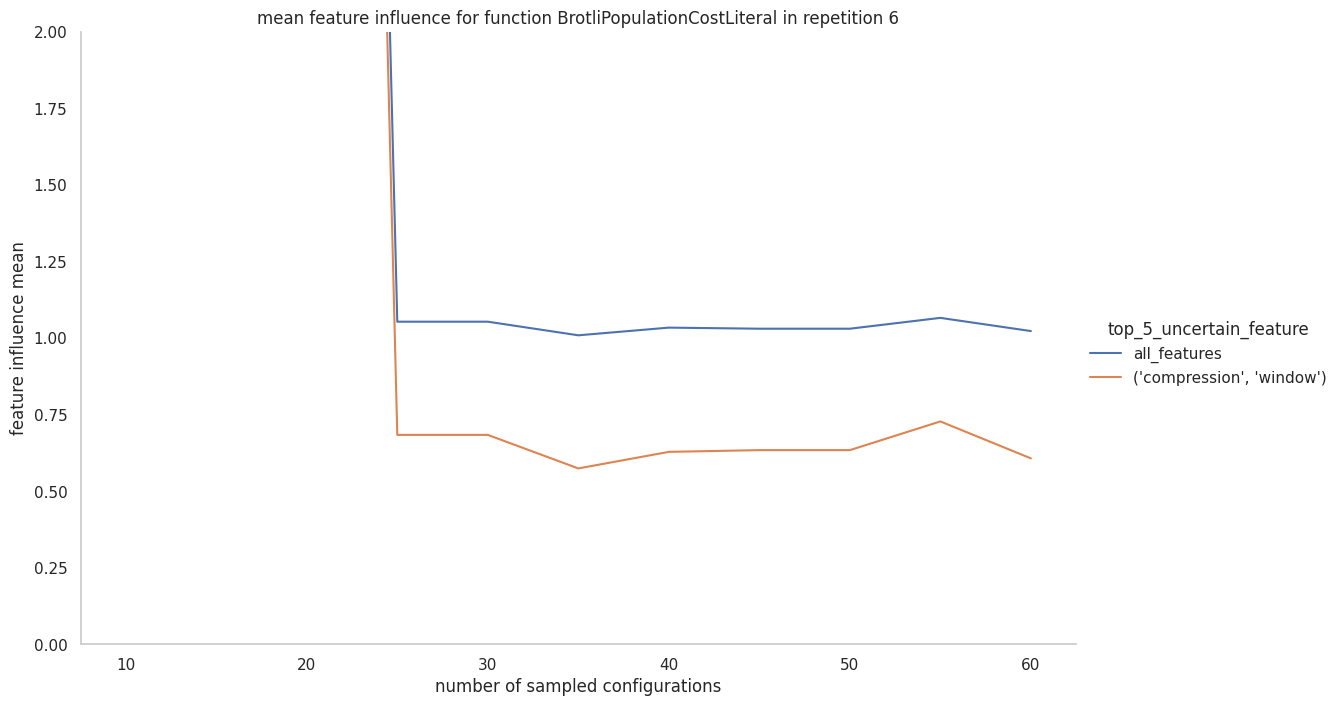 mean feature influence for function BrotliPopulationCostLiteral in repetition 6
2.00
1.75
1.50
1.25
1.00
0.75
0.50
0.25
0.00
feature influence mean
10 20 30 40 50 60
number of sampled configurations
top_5_uncertain_feature
all_features
('compression', 'window')